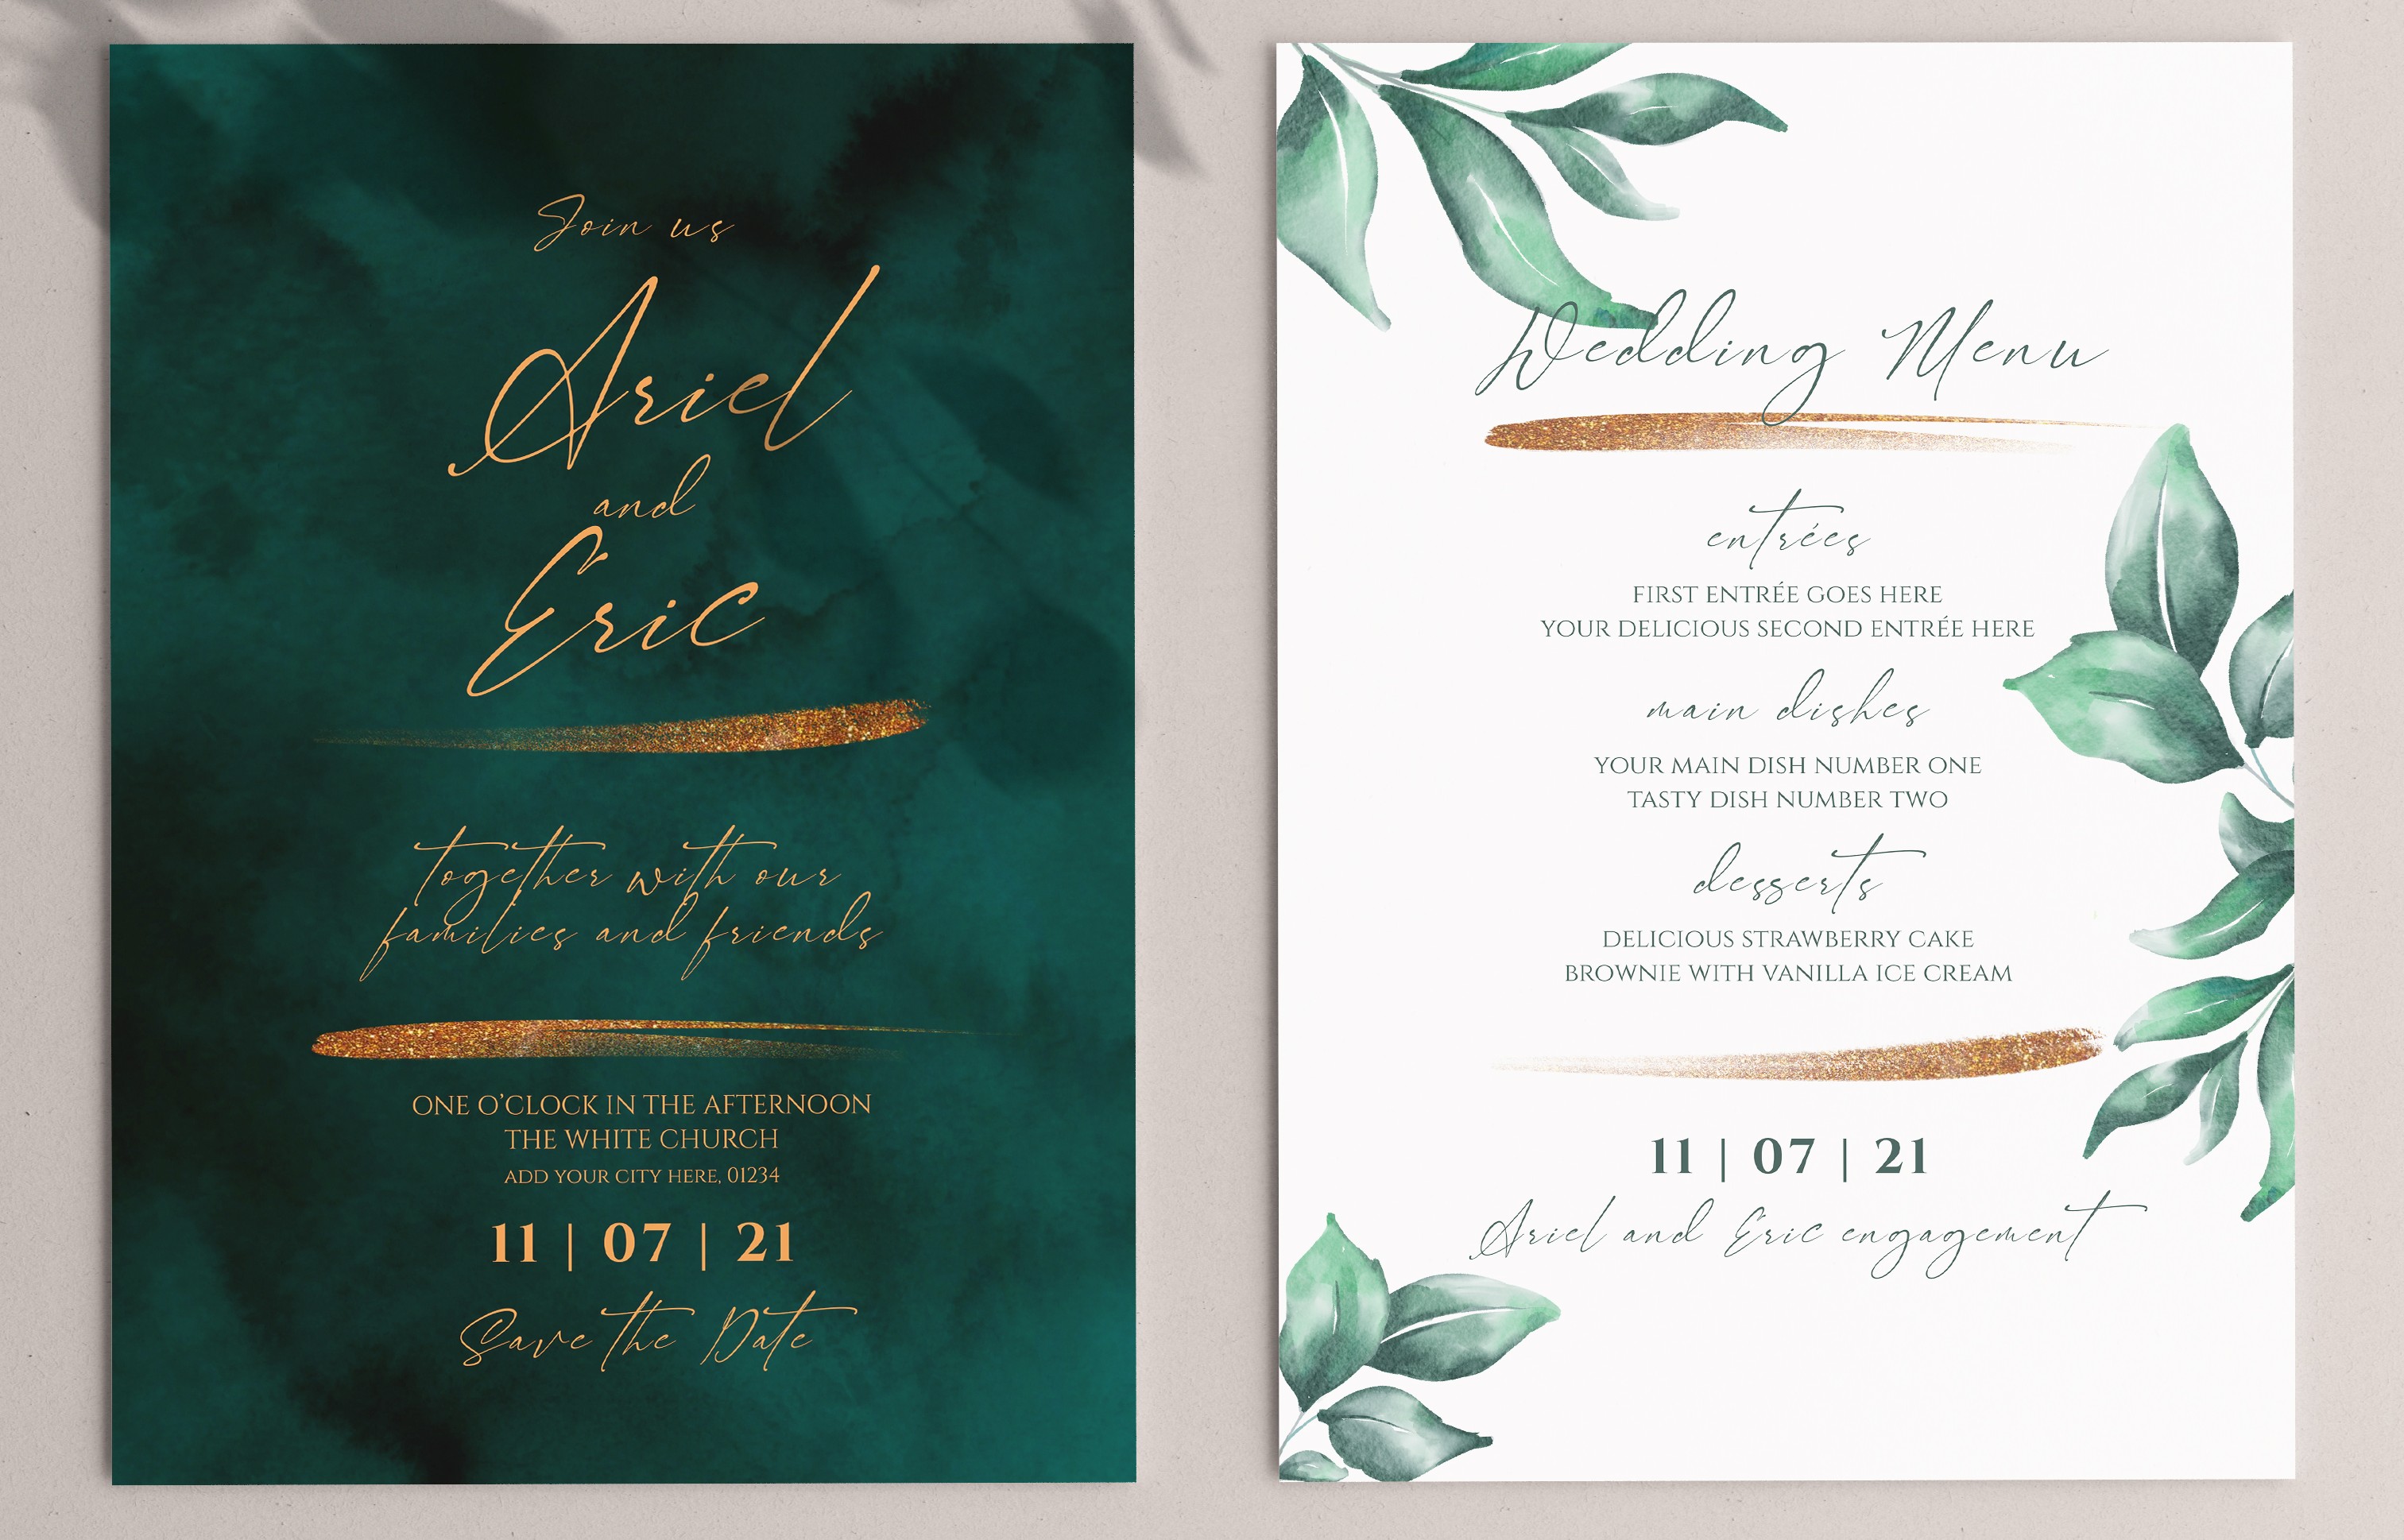 Join us
Ariel
and
Eric
together with our
families and friends
ONE O’CLOCK IN THE AFTERNOON
THE WHITE CHURCH
ADD YOUR CITY HERE, 01234
11 | 07 | 21
Save the Date
Wedding Menu
entrées
FIRST ENTRÉE GOES HERE
YOUR DELICIOUS SECOND ENTRÉE HERE
main dishes
YOUR MAIN DISH NUMBER ONE
TASTY DISH NUMBER TWO
desserts
DELICIOUS STRAWBERRY CAKE
BROWNIE WITH VANILLA ICE CREAM
11 | 07 | 21
Ariel and Eric engagement